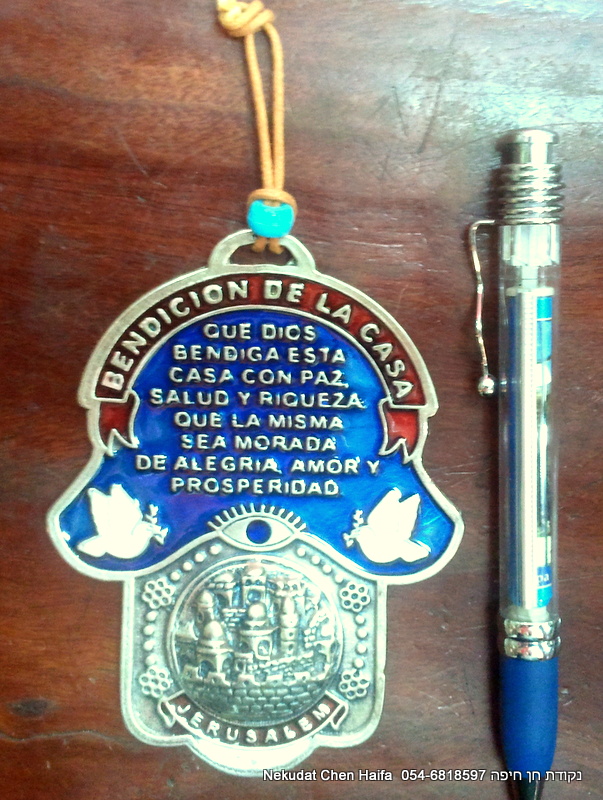 BENDICION DE LA CASA
QUE DIOS
BENDIGA ESTA
CASA CON PAZ,
SALUD Y RIQUEZA.
QUE LA MISMA
SEA MORADA
DE ALEGRIA, AMOR Y
PROSPERIDAD
JERUSALEM
Nekudat Chen Haifa 054-6818597 נקודת חן חיפה